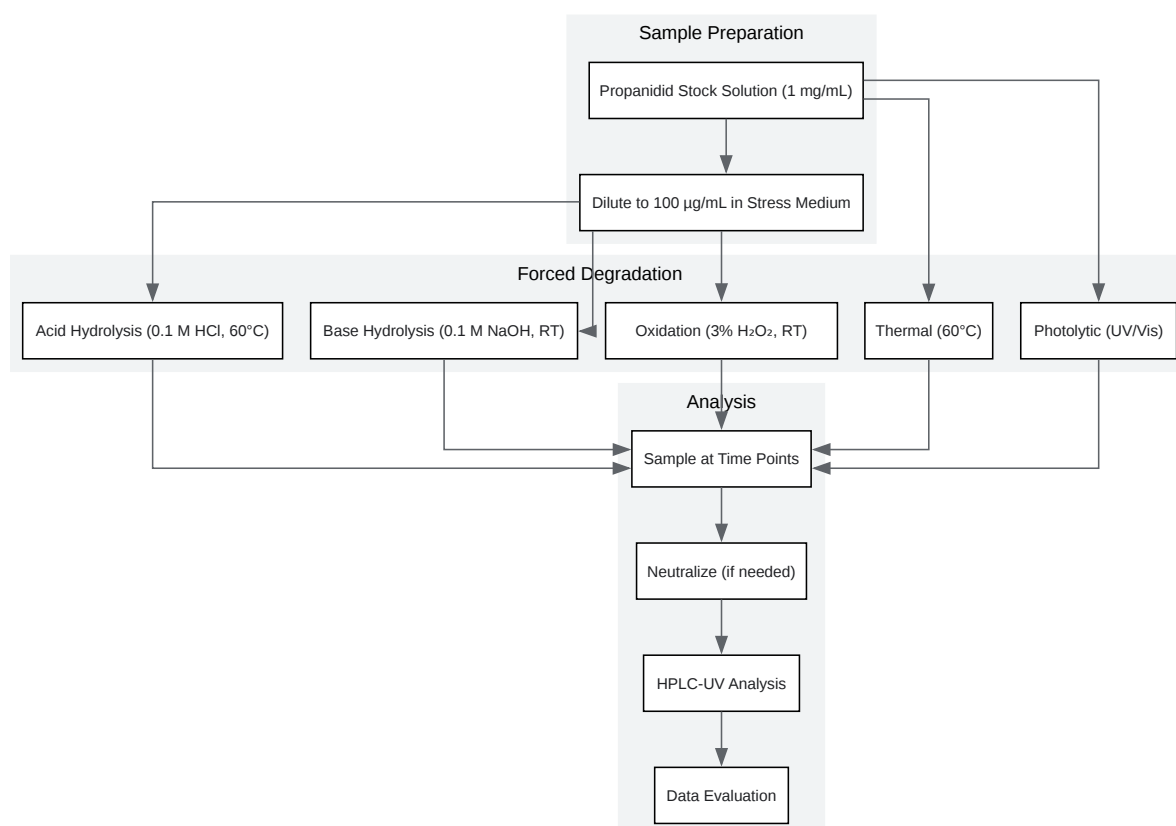 Sample Preparation
Propanidid Stock Solution (1 mg/mL)
Dilute to 100 µg/mL in Stress Medium
Forced Degradation
Acid Hydrolysis (0.1 M HCl, 60°C)
Base Hydrolysis (0.1 M NaOH, RT)
Oxidation (3% H₂O₂, RT)
Thermal (60°C)
Photolytic (UV/Vis)
Analysis
Sample at Time Points
Neutralize (if needed)
HPLC-UV Analysis
Data Evaluation